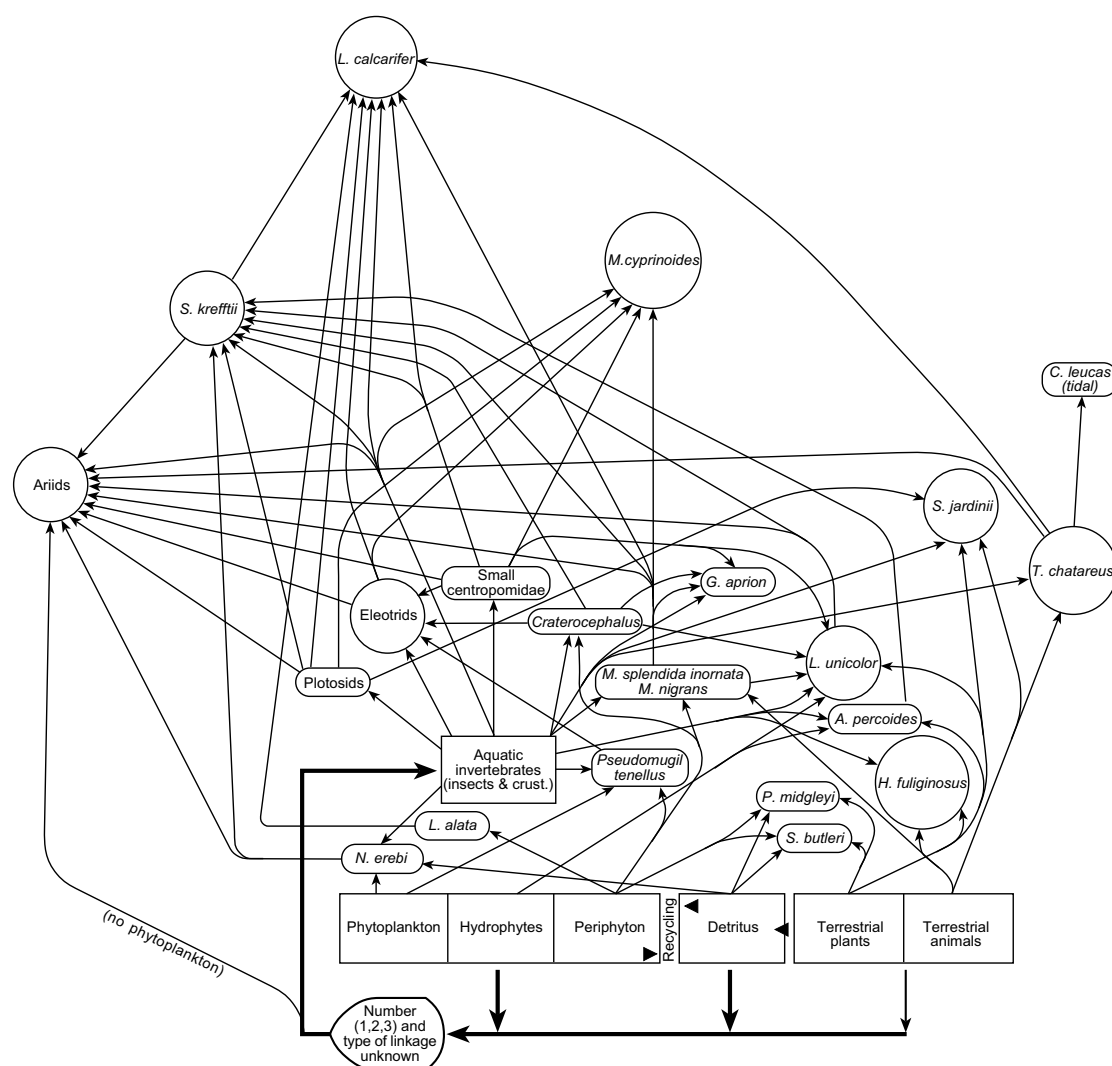 L. calcarifer
M.cyprinoides
S. krefftii
C. leucas
(tidal)
Ariids
S. jardinii
T. chatareus
Small
centropomidae
G. aprion
Eleotrids
Craterocephalus
L. unicolor
Plotosids
M. splendida inornata
M. nigrans
A. percoides
Aquatic
invertebrates
(insects & crust.)
Pseudomugil
tenellus
H. fuliginosus
P. midgleyi
L. alata
S. butleri
N. erebi
(no phytoplankton)
Phytoplankton
Hydrophytes
Periphyton
Recycling
Detritus
Terrestrial
plants
Terrestrial
animals
Number
(1,2,3) and
type of linkage
unknown